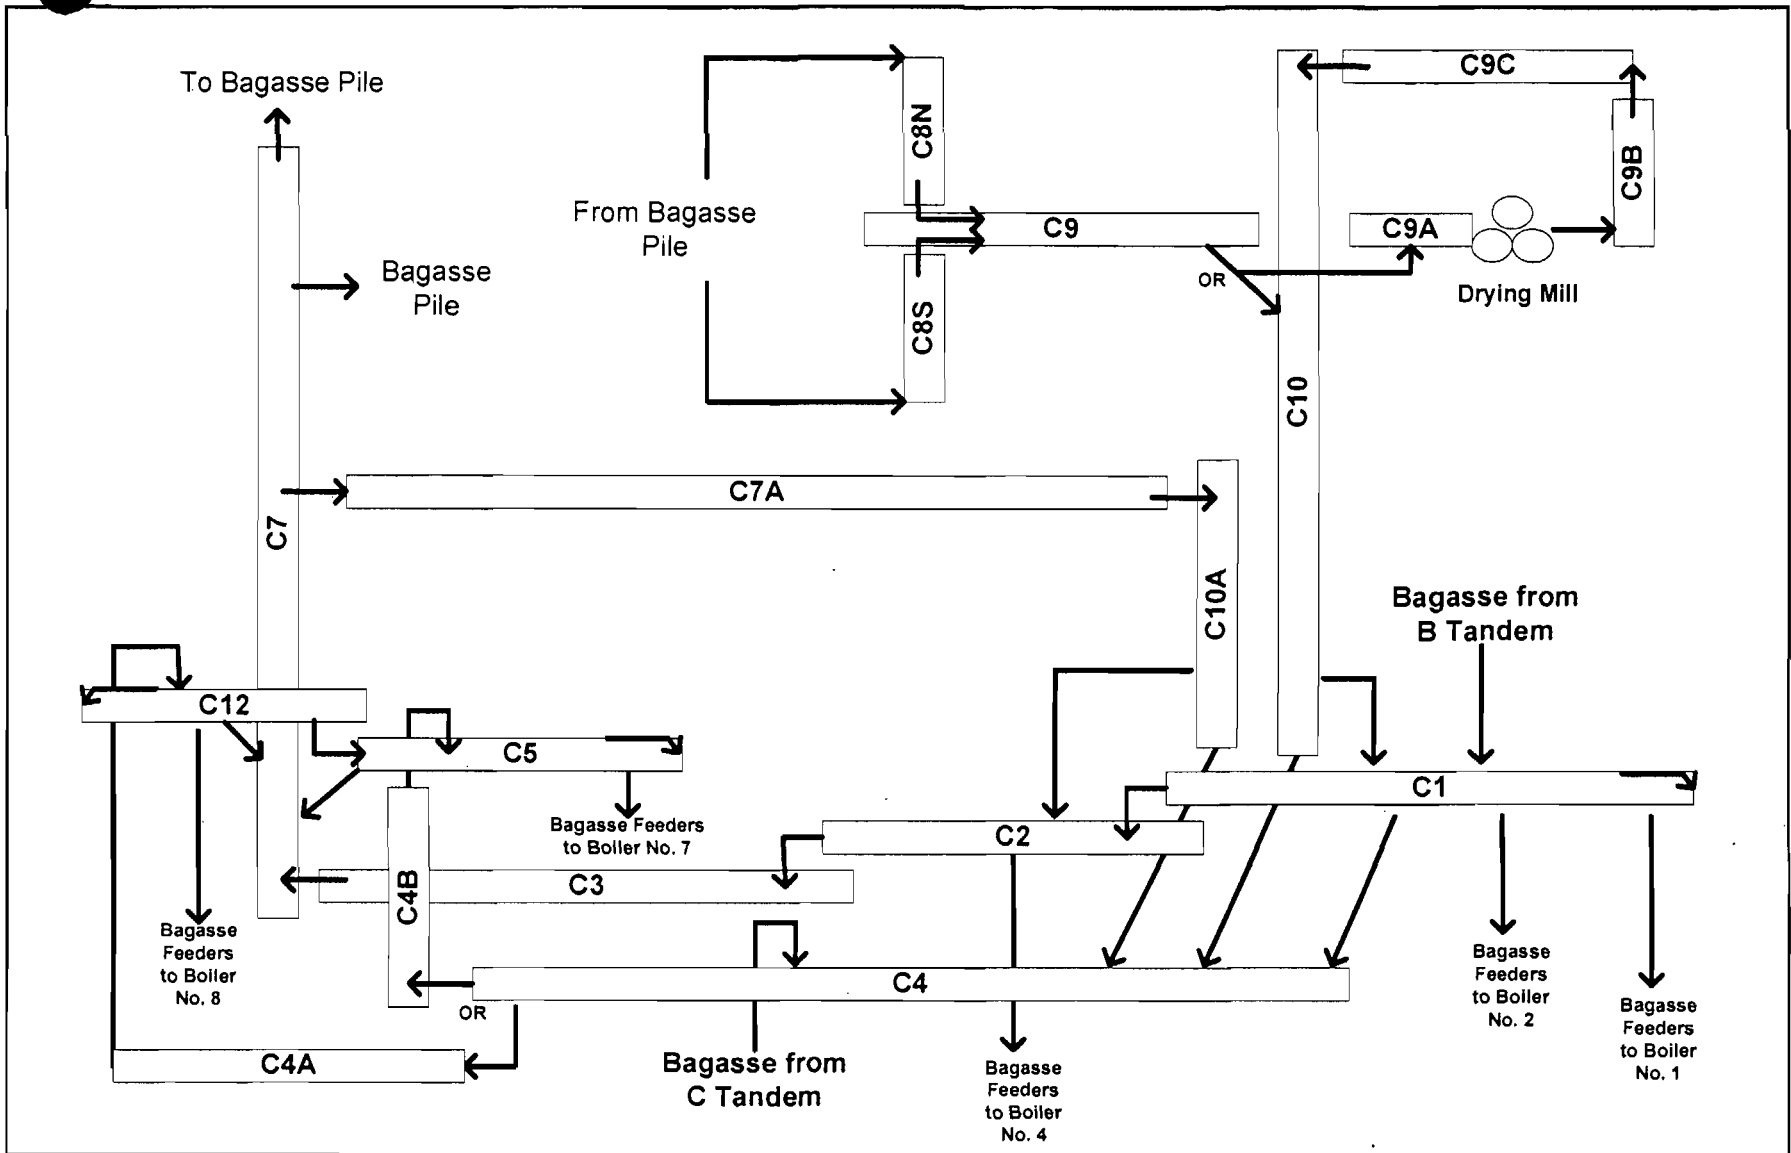 To Bagasse Pile
C9C
C8N
C9B
From Bagasse
Pile
C9
C9A
Bagasse
Pile
OR
Drying Mill
C8S
C10
C7A
C7
C10A
Bagasse from
B Tandem
C12
C5
C1
Bagasse Feeders
to Boiler No. 7
C2
C3
C4B
Bagasse
Feeders
to Boiler
No. 8
C4
OR
Bagasse
Feeders
to Boiler
No. 2
Bagasse
Feeders
to Boiler
No. 1
C4A
Bagasse from
C Tandem
Bagasse
Feeders
to Boiler
No. 4